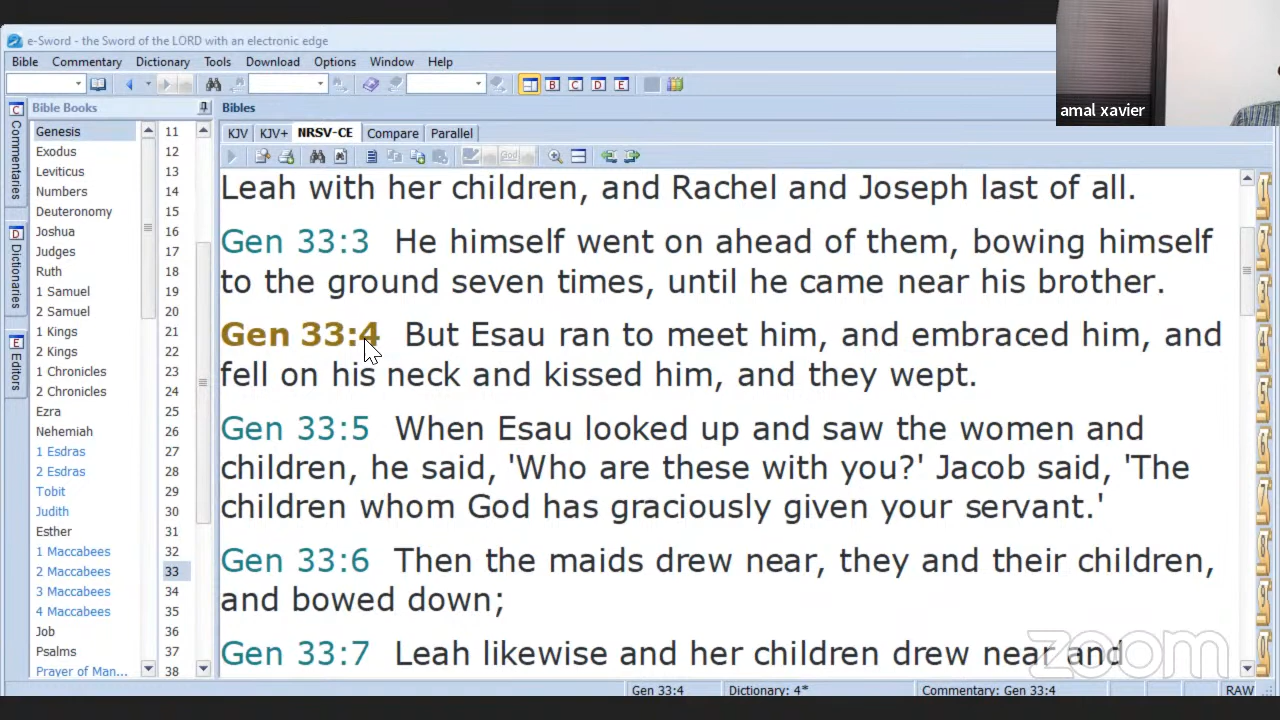 e-Sword - the Sword of the LORD with an electronic edge
Bible Commentary Dictionary Tools Download Options Window Help
B C D E
amal xavier
Bible Books
Bibles
C Commentaries
D Dictionaries
E Editors
Genesis
Exodus
Leviticus
Numbers
Deuteronomy
Joshua
Judges
Ruth
1 Samuel
2 Samuel
1 Kings
2 Kings
1 Chronicles
2 Chronicles
Ezra
Nehemiah
1 Esdras
2 Esdras
Tobit
Judith
Esther
1 Maccabees
2 Maccabees
3 Maccabees
4 Maccabees
Job
Psalms
Prayer of Man...
11
12
13
14
15
16
17
18
19
20
21
22
23
24
25
26
27
28
29
30
31
32
33
34
35
36
37
38
KJV KJV+ NRSV-CE Compare Parallel
God
Leah with her children, and Rachel and Joseph last of all.
Gen 33:3 He himself went on ahead of them, bowing himself
to the ground seven times, until he came near his brother.
Gen 33:4 But Esau ran to meet him, and embraced him, and
fell on his neck and kissed him, and they wept.
Gen 33:5 When Esau looked up and saw the women and
children, he said, 'Who are these with you?' Jacob said, 'The
children whom God has graciously given your servant.'
Gen 33:6 Then the maids drew near, they and their children,
and bowed down;
Gen 33:7 Leah likewise and her children drew near and
zoom
1
2
3
4
5
6
7
8
9
0
Gen 33:4 Dictionary: 4* Commentary: Gen 33:4 RAW